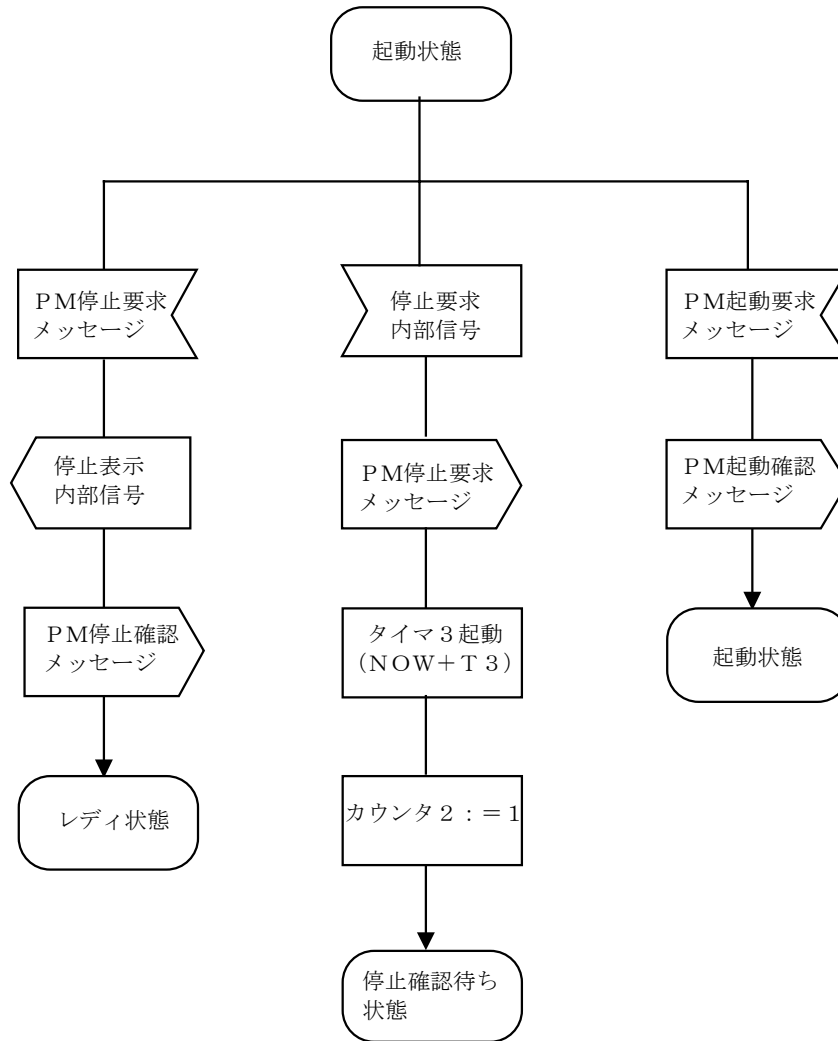 起動状態
PM停止要求
メッセージ
停止要求
内部信号
PM起動要求
メッセージ
停止表示
内部信号
PM停止要求
メッセージ
PM起動確認
メッセージ
PM停止確認
メッセージ
タイマ3起動
(NOW+T3)
起動状態
レディ状態
カウンタ2:=1
停止確認待ち
状態